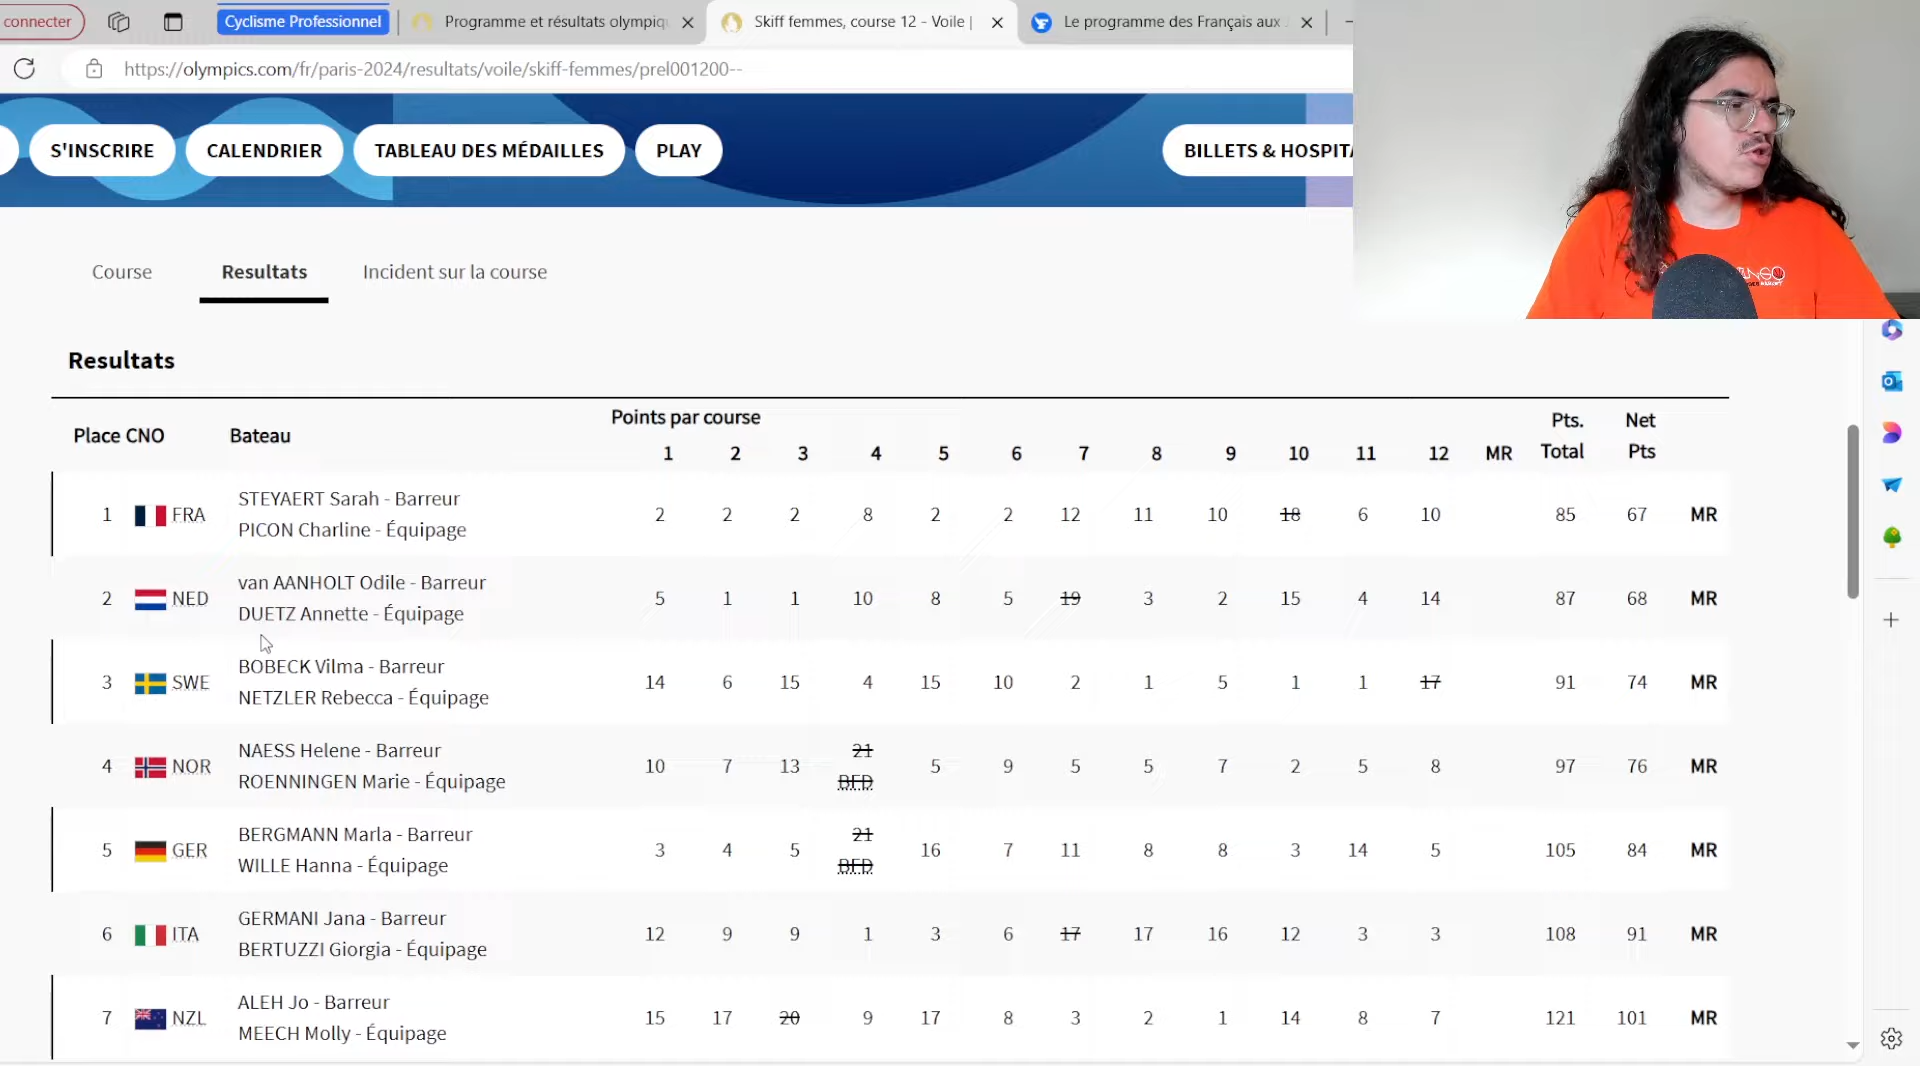 connecter
Cyclisme Professionnel
Programme et résultats olympiq
Skiff femmes, course 12 - Voile |
Le programme des Français aux
https://olympics.com/fr/paris-2024/resultats/voile/skiff-femmes/prel001200--
S'INSCRIRE CALENDRIER TABLEAU DES MÉDAILLES PLAY BILLETS & HOSPITA
Course Resultats Incident sur la course
Resultats
Place CNO Bateau Points par course Pts. Total Net Pts
1 2 3 4 5 6 7 8 9 10 11 12 MR
1 FRA STEYAERT Sarah - Barreur
PICON Charline - Équipage
2 2 2 8 2 2 12 11 10 18 6 10 85 67 MR
2 NED van AANHOLT Odile - Barreur
DUETZ Annette - Équipage
5 1 1 10 8 5 19 3 2 15 4 14 87 68 MR
3 SWE BOBECK Vilma - Barreur
NETZLER Rebecca - Équipage
14 6 15 4 15 10 2 1 5 1 1 17 91 74 MR
4 NOR NAESS Helene - Barreur
ROENNINGEN Marie - Équipage
10 7 13 21 BFD 5 9 5 5 7 2 5 8 97 76 MR
5 GER BERGMANN Marla - Barreur
WILLE Hanna - Équipage
3 4 5 21 BFD 16 7 11 8 8 3 14 5 105 84 MR
6 ITA GERMANI Jana - Barreur
BERTUZZI Giorgia - Équipage
12 9 9 1 3 6 17 17 16 12 3 3 108 91 MR
7 NZL ALEH Jo - Barreur
MEECH Molly - Équipage
15 17 20 9 17 8 3 2 1 14 8 7 121 101 MR